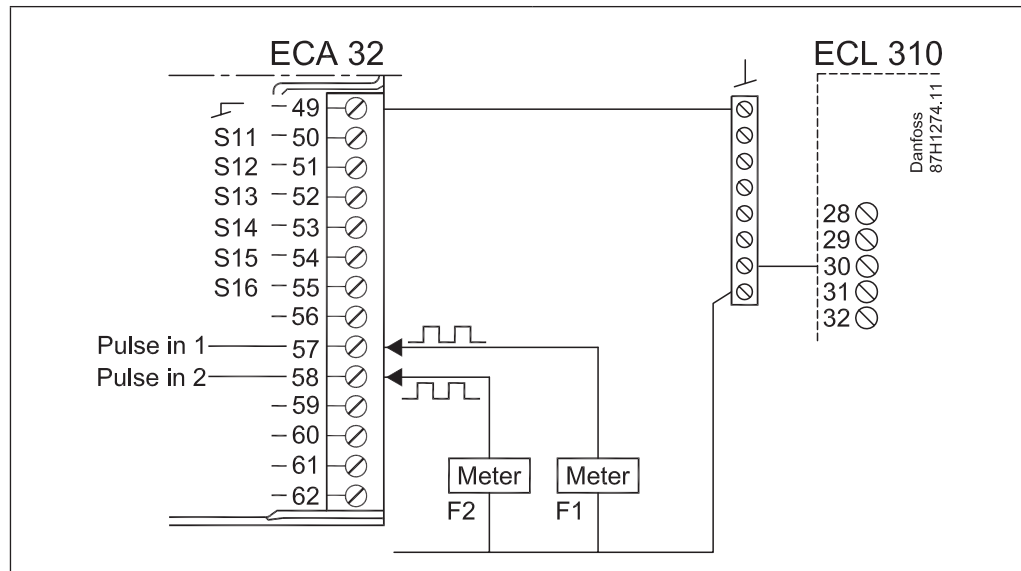 ECA 32
ECL 310
49
S11 50
S12 51
S13 52
S14 53
S15 54
S16 55
56
Pulse in 1 57
Pulse in 2 58
59
60
61
62
Meter
F2
Meter
F1
Danfoss
87H1274.11
28
29
30
31
32